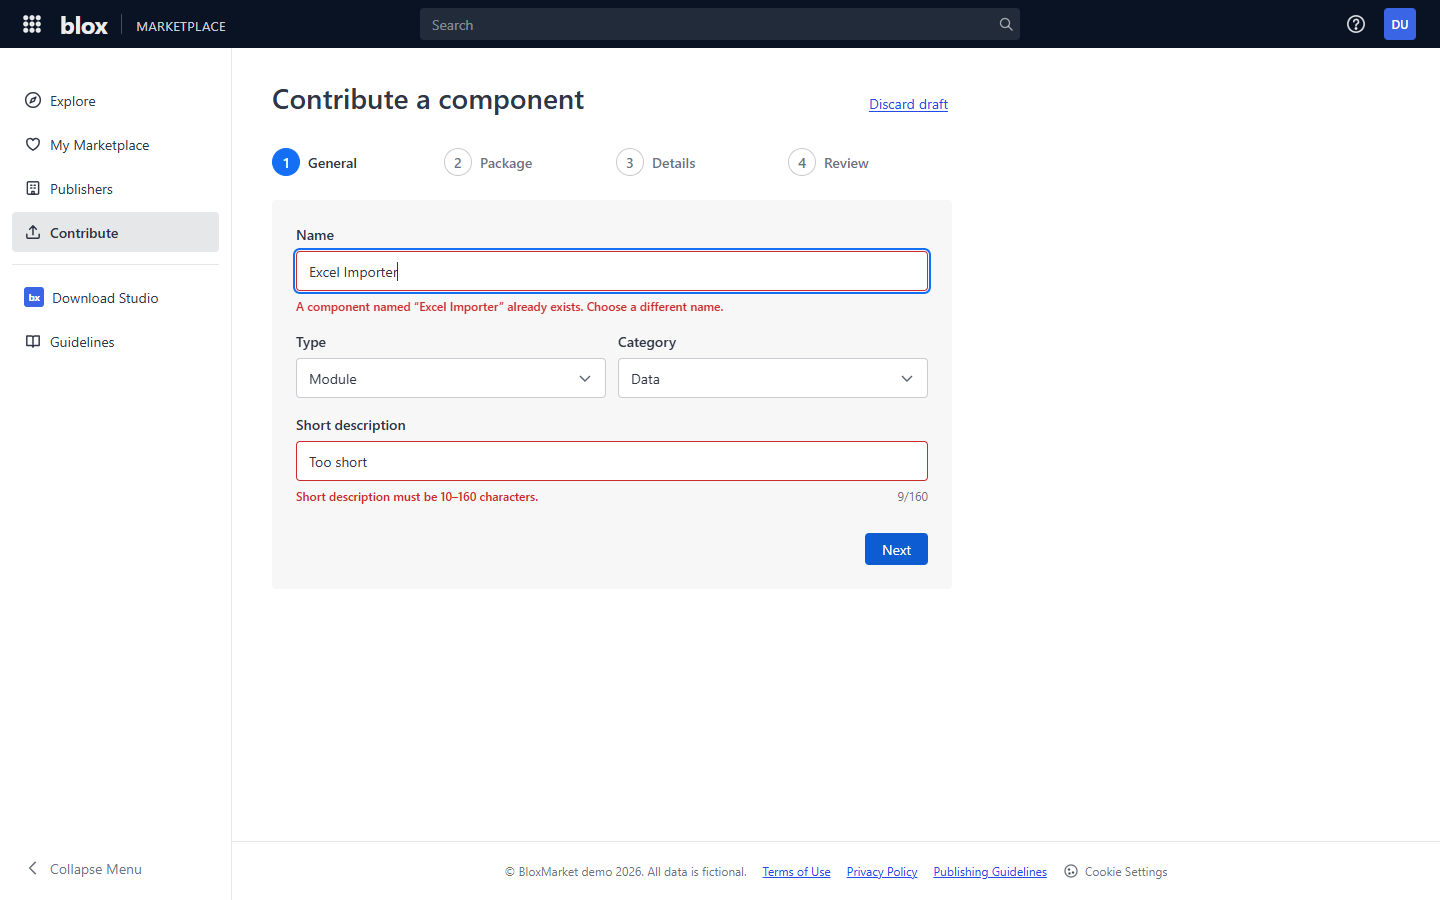 blox MARKETPLACE
Search
DU
Explore
My Marketplace
Publishers
Contribute
bx Download Studio
Guidelines
Collapse Menu
Contribute a component
Discard draft
1 General
2 Package
3 Details
4 Review
Name
Excel Importer
A component named “Excel Importer” already exists. Choose a different name.
Type
Category
Module
Data
Short description
Too short
Short description must be 10–160 characters.
9/160
Next
© BloxMarket demo 2026. All data is fictional.
Terms of Use
Privacy Policy
Publishing Guidelines
Cookie Settings